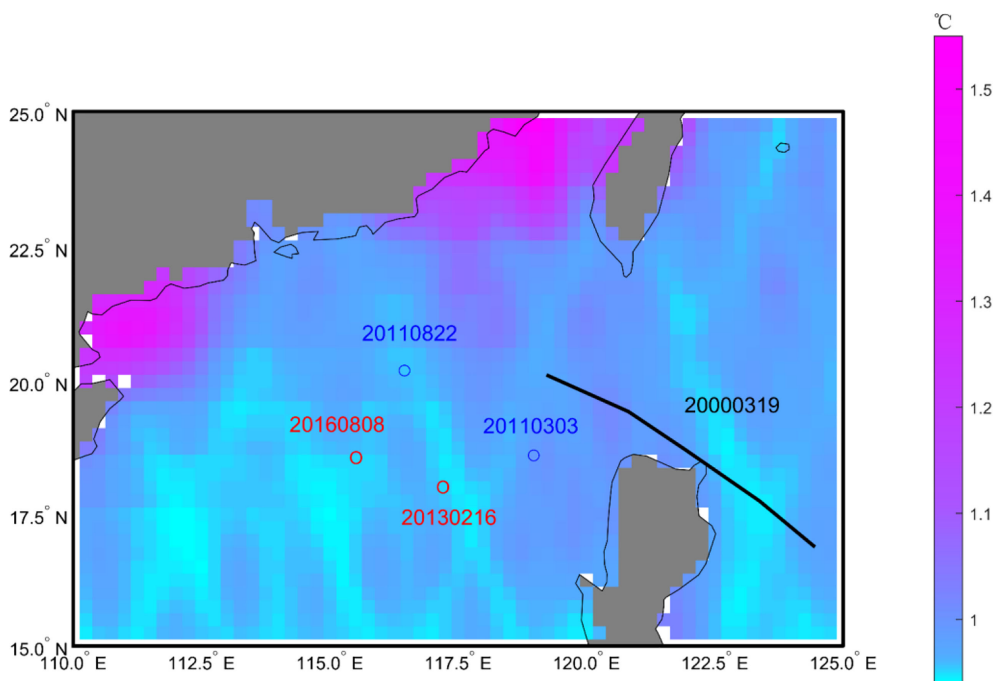 ℃
1.5
25.0° N
1.4
22.5° N
1.3
20110822
20.0° N
20000319
1.2
20160808
20110303
17.5° N
20130216
1.1
1
15.0° N
110.0° E
112.5° E
115.0° E
117.5° E
120.0° E
122.5° E
125.0° E